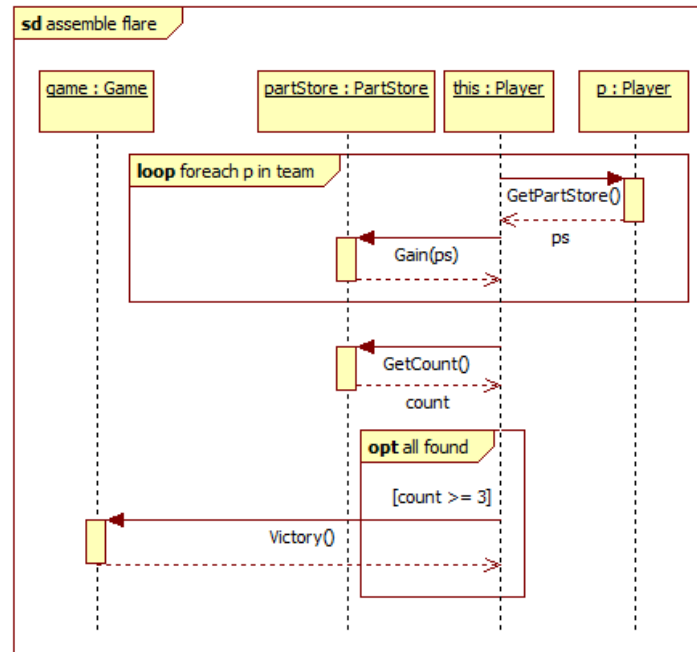 sd assemble flare
game : Game
partStore : PartStore
this : Player
p : Player
loop foreach p in team
GetPartStore()
ps
Gain(ps)
GetCount()
count
opt all found
[count >= 3]
Victory()